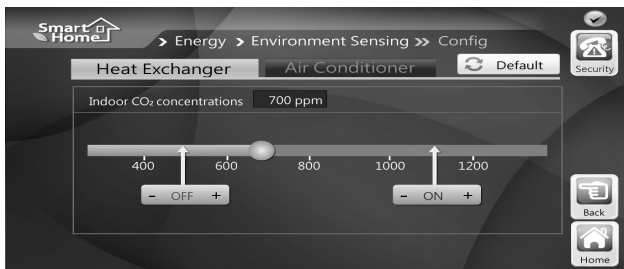 Smart Home
> Energy > Environment Sensing >> Config
Security
Heat Exchanger Air Conditioner Default
Indoor CO₂ concentrations 700 ppm
400 600 800 1000 1200
- OFF + - ON +
Back
Home